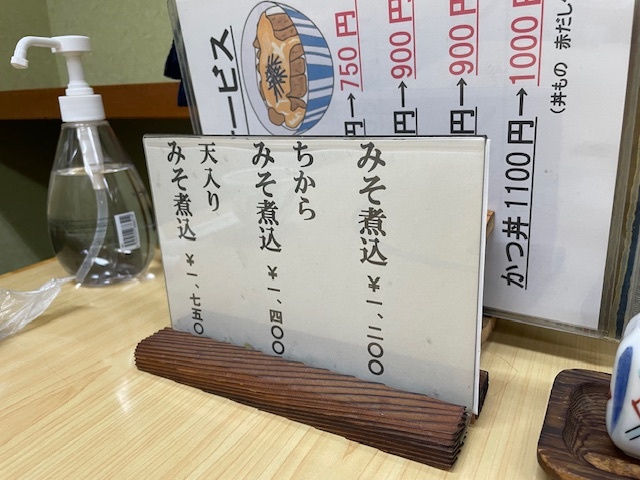 みそ煮込 ¥一、二〇〇
ちから
みそ煮込 ¥一、四〇〇
天入り
みそ煮込 ¥一、七五〇
(丼もの 赤だし
かつ丼 1100円→1000円
円→900円
円→900円
円→750円
ービス